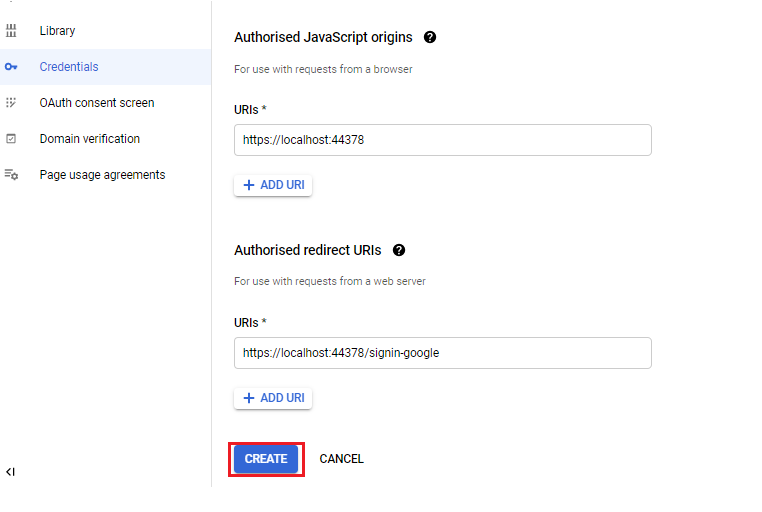 Library
Credentials
OAuth consent screen
Domain verification
Page usage agreements
Authorised JavaScript origins
For use with requests from a browser
URIs *
https://localhost:44378
+ ADD URI
Authorised redirect URIs
For use with requests from a web server
URIs *
https://localhost:44378/signin-google
+ ADD URI
CREATE CANCEL